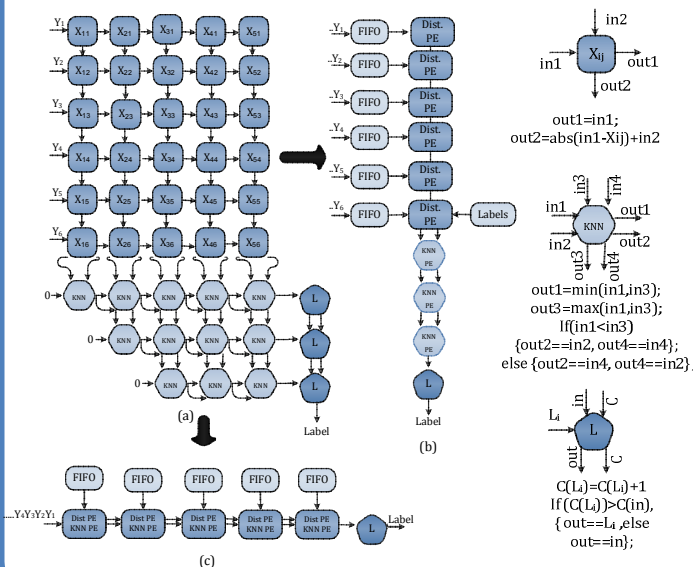 Y1 X11 X21 X31 X41 X51
Y2 X12 X22 X32 X42 X52
Y3 X13 X23 X33 X43 X53
Y4 X14 X24 X34 X44 X54
Y5 X15 X25 X35 X45 X55
Y6 X16 X26 X36 X46 X56
0 KNN KNN KNN KNN KNN L
0 KNN KNN KNN KNN L
0 KNN KNN KNN L
Label
(a)
..Y1 FIFO Dist. PE
..Y2 FIFO Dist. PE
..Y3 FIFO Dist. PE
..Y4 FIFO Dist. PE
..Y5 FIFO Dist. PE
..Y6 FIFO Dist. PE Labels
KNN
PE
KNN
PE
KNN
PE
L
Label
(b)
FIFO FIFO FIFO FIFO FIFO
.....Y4Y3Y2Y1
Dist PE Dist PE Dist PE Dist PE Dist PE
KNN PE KNN PE KNN PE KNN PE KNN PE
L Label
(c)
in2
in1 Xij out1
out2
out1=in1;
out2=abs(in1-Xij)+in2
in3 in4
in1 KNN out1
in2 out2
out3 out4
out1=min(in1,in3);
out3=max(in1,in3);
If(in1<in3)
{out2==in2, out4==in4};
else {out2==in4, out4==in2};
in C
Li L
out C
C(Li)=C(Li)+1
If(C(Li))>C(in),
{out==Li ,else
out==in};